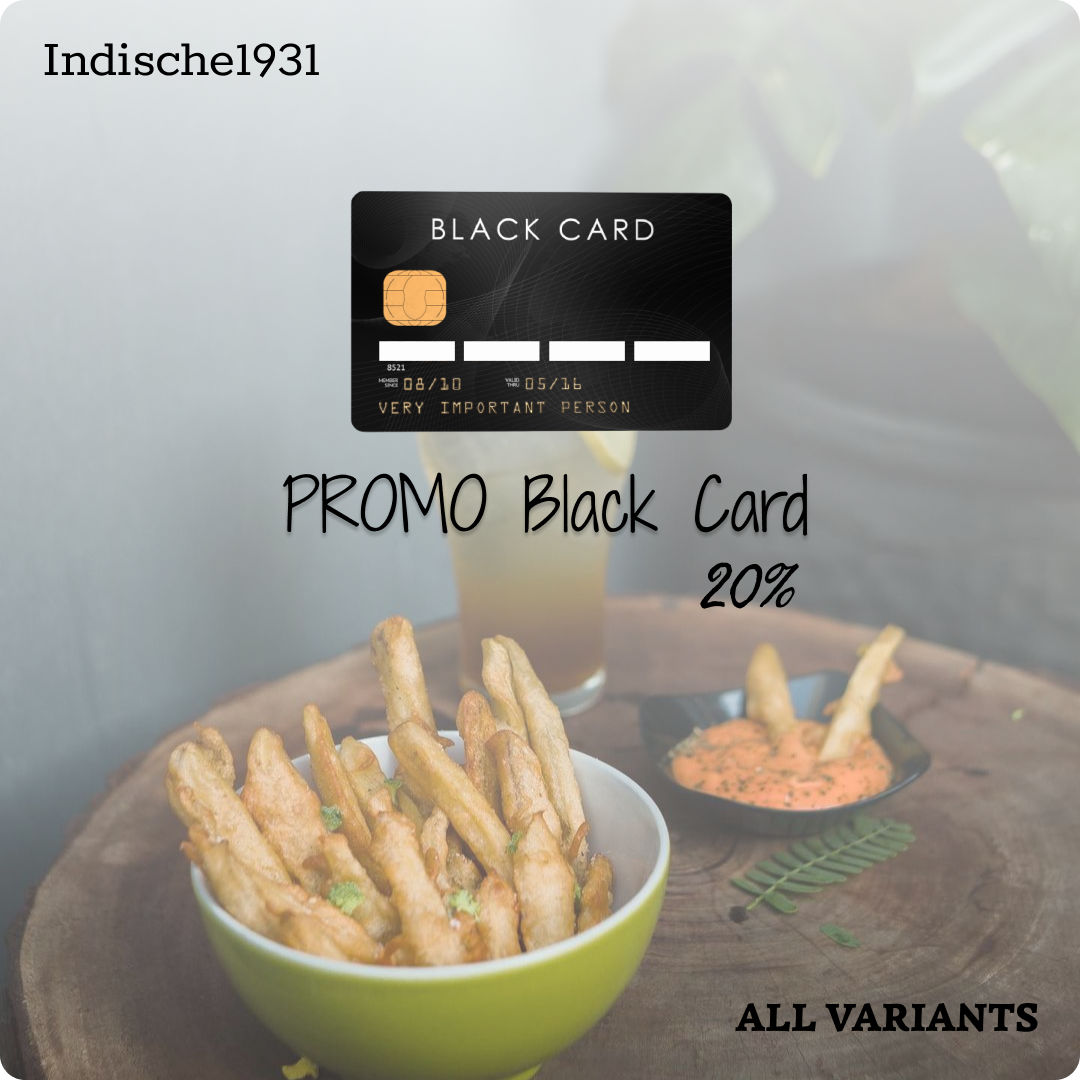 Indische1931
BLACK CARD
8521
MEMBER SINCE 08/10 VALID THRU 05/16
VERY IMPORTANT PERSON
PROMO Black Card
20%
ALL VARIANTS